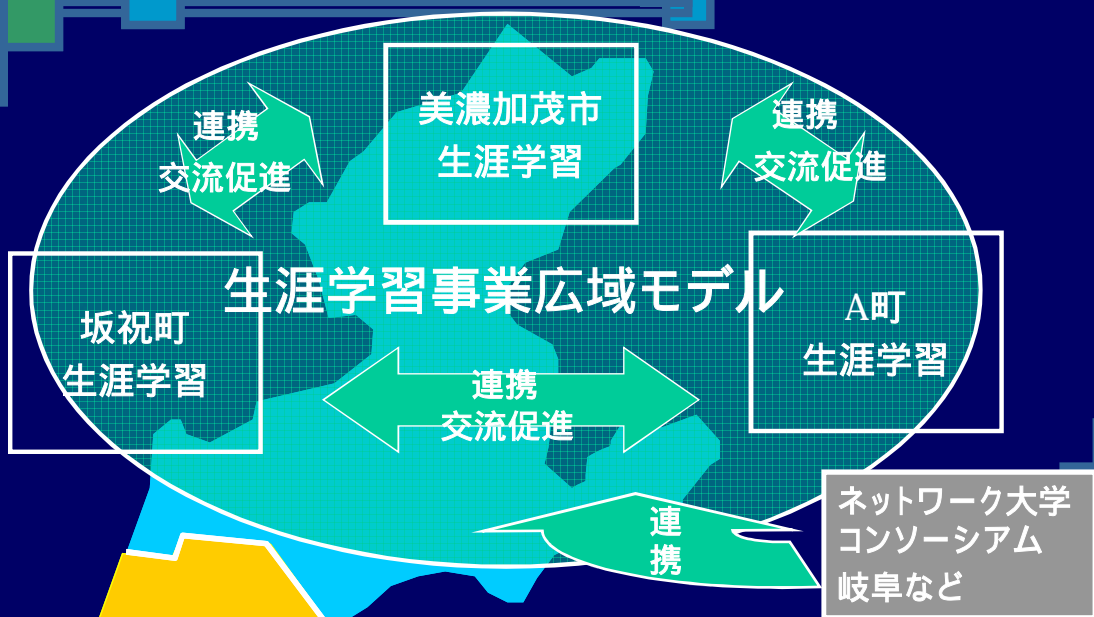 美濃加茂市
生涯学習
連携
交流促進
連携
交流促進
生涯学習事業広域モデル
坂祝町
生涯学習
A町
生涯学習
連携
交流促進
連
携
ネットワーク大学
コンソーシアム
岐阜など